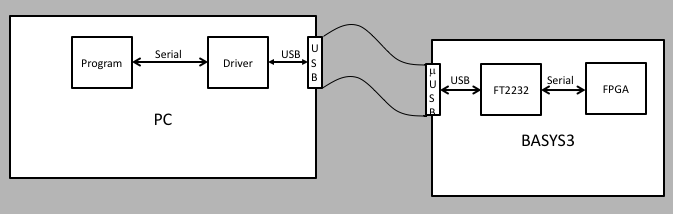 Program
Serial
Driver
USB
U
S
B
PC
μ
U
S
B
USB
FT2232
Serial
FPGA
BASYS3